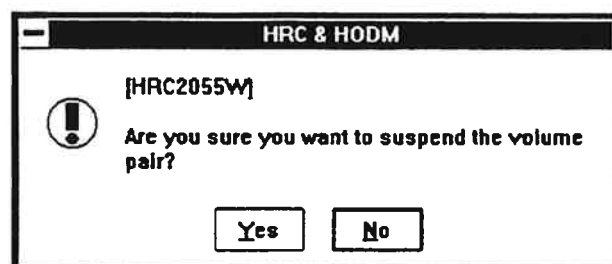 HRC & HODM
[HRC2055W]
Are you sure you want to suspend the volume
pair?
Yes
No